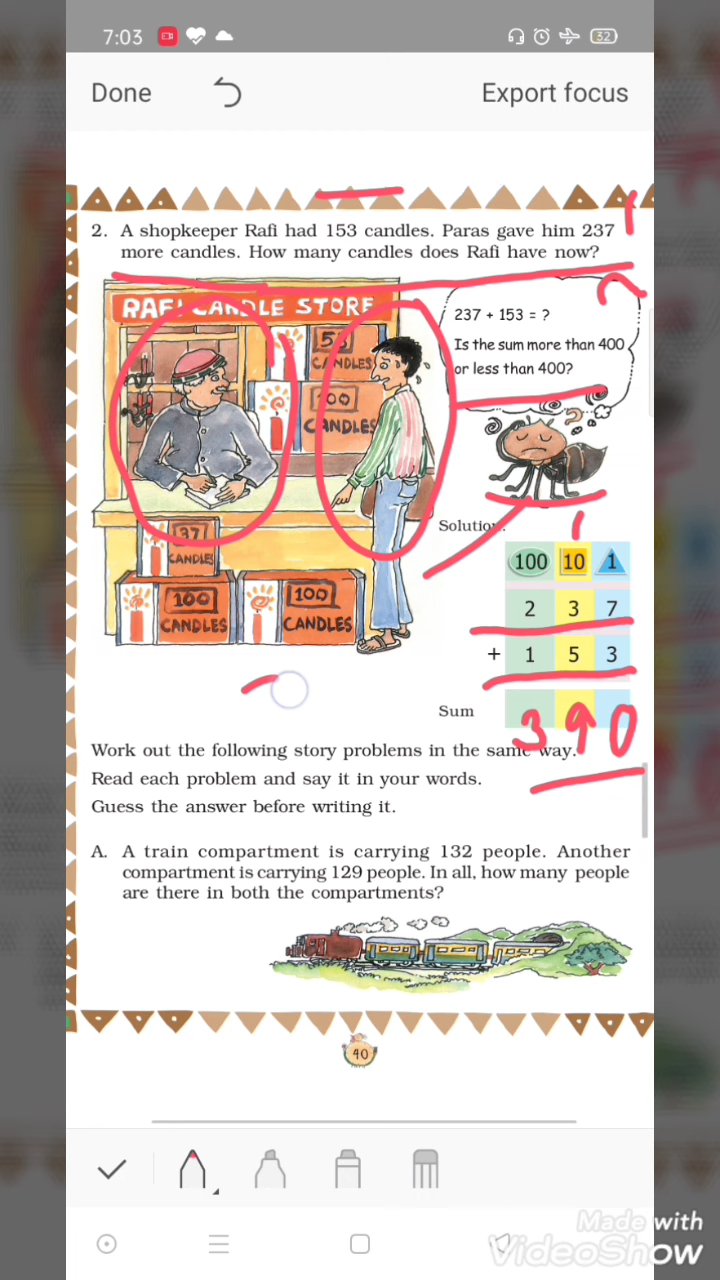 7:03
32
Done
Export focus
2. A shopkeeper Rafi had 153 candles. Paras gave him 237
more candles. How many candles does Rafi have now?
RAFI CANDLE STORE
237 + 153 = ?
Is the sum more than 400
or less than 400?
CANDLES
100
CANDLES
37
CANDLES
100
CANDLES
100
CANDLES
Solution:
100 10 1
2 3 7
+ 1 5 3
Sum
3 9 0
1
Work out the following story problems in the same way.
Read each problem and say it in your words.
Guess the answer before writing it.
A. A train compartment is carrying 132 people. Another
compartment is carrying 129 people. In all, how many people
are there in both the compartments?
40
Made with
VideoShow